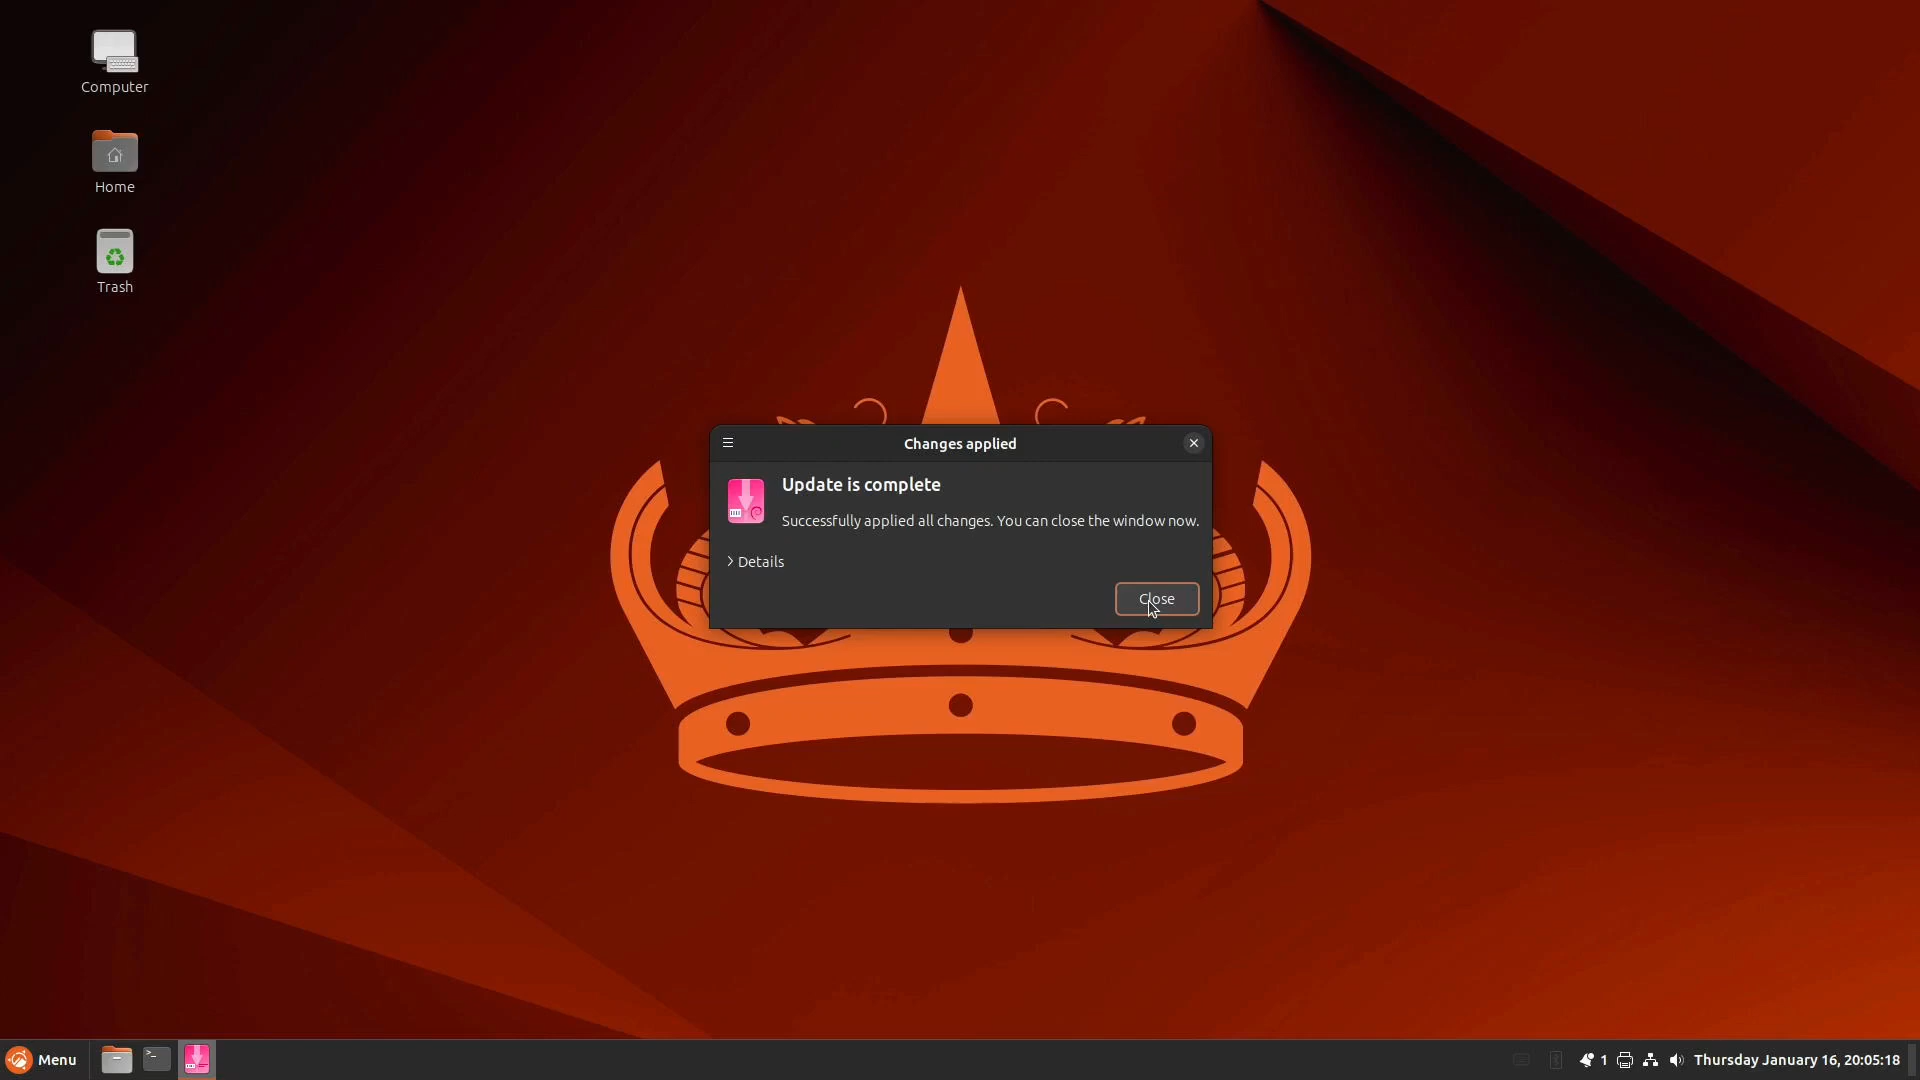 Computer
Home
Trash
Changes applied
Update is complete
Successfully applied all changes. You can close the window now.
Details
Close
Menu
1
Thursday January 16, 20:05:18